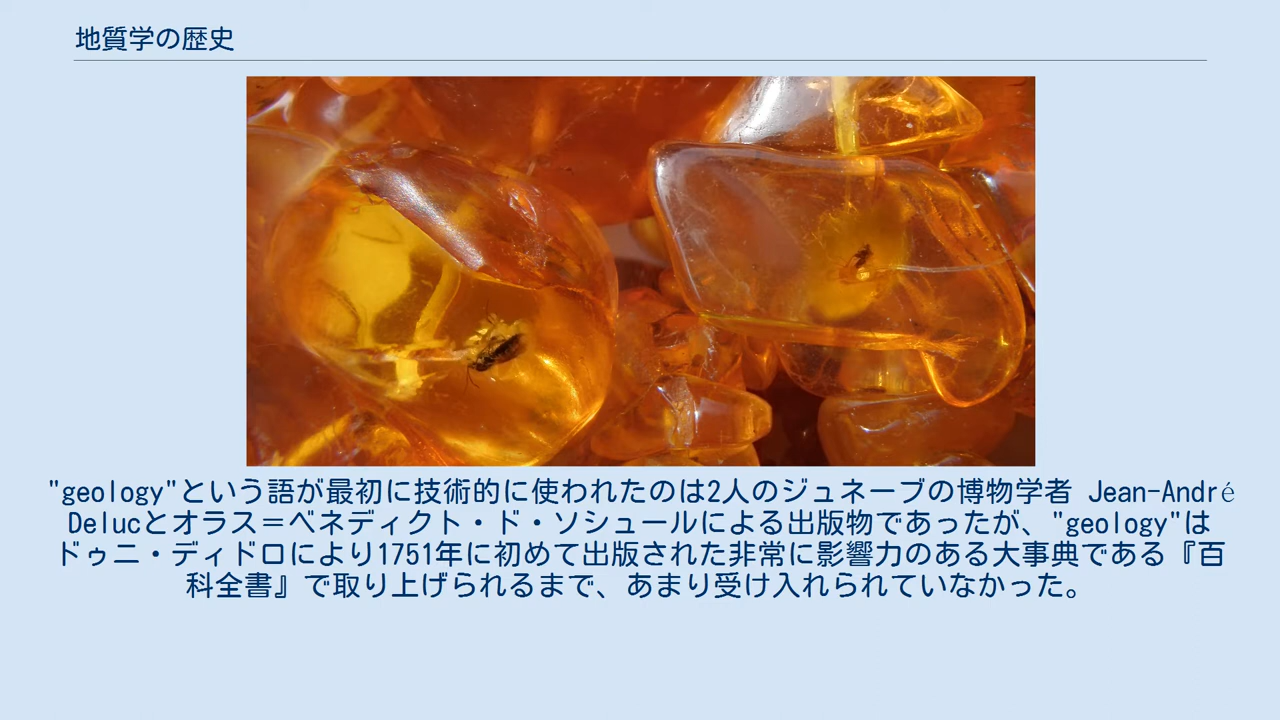 地質学の歴史
"geology"という語が最初に技術的に使われたのは2人のジュネーブの博物学者 Jean-André
Delucとオラス＝ベネディクト・ド・ソシュールによる出版物であったが、"geology"は
ドゥニ・ディドロにより1751年に初めて出版された非常に影響力のある大事典である『百
科全書』で取り上げられるまで、あまり受け入れられていなかった。